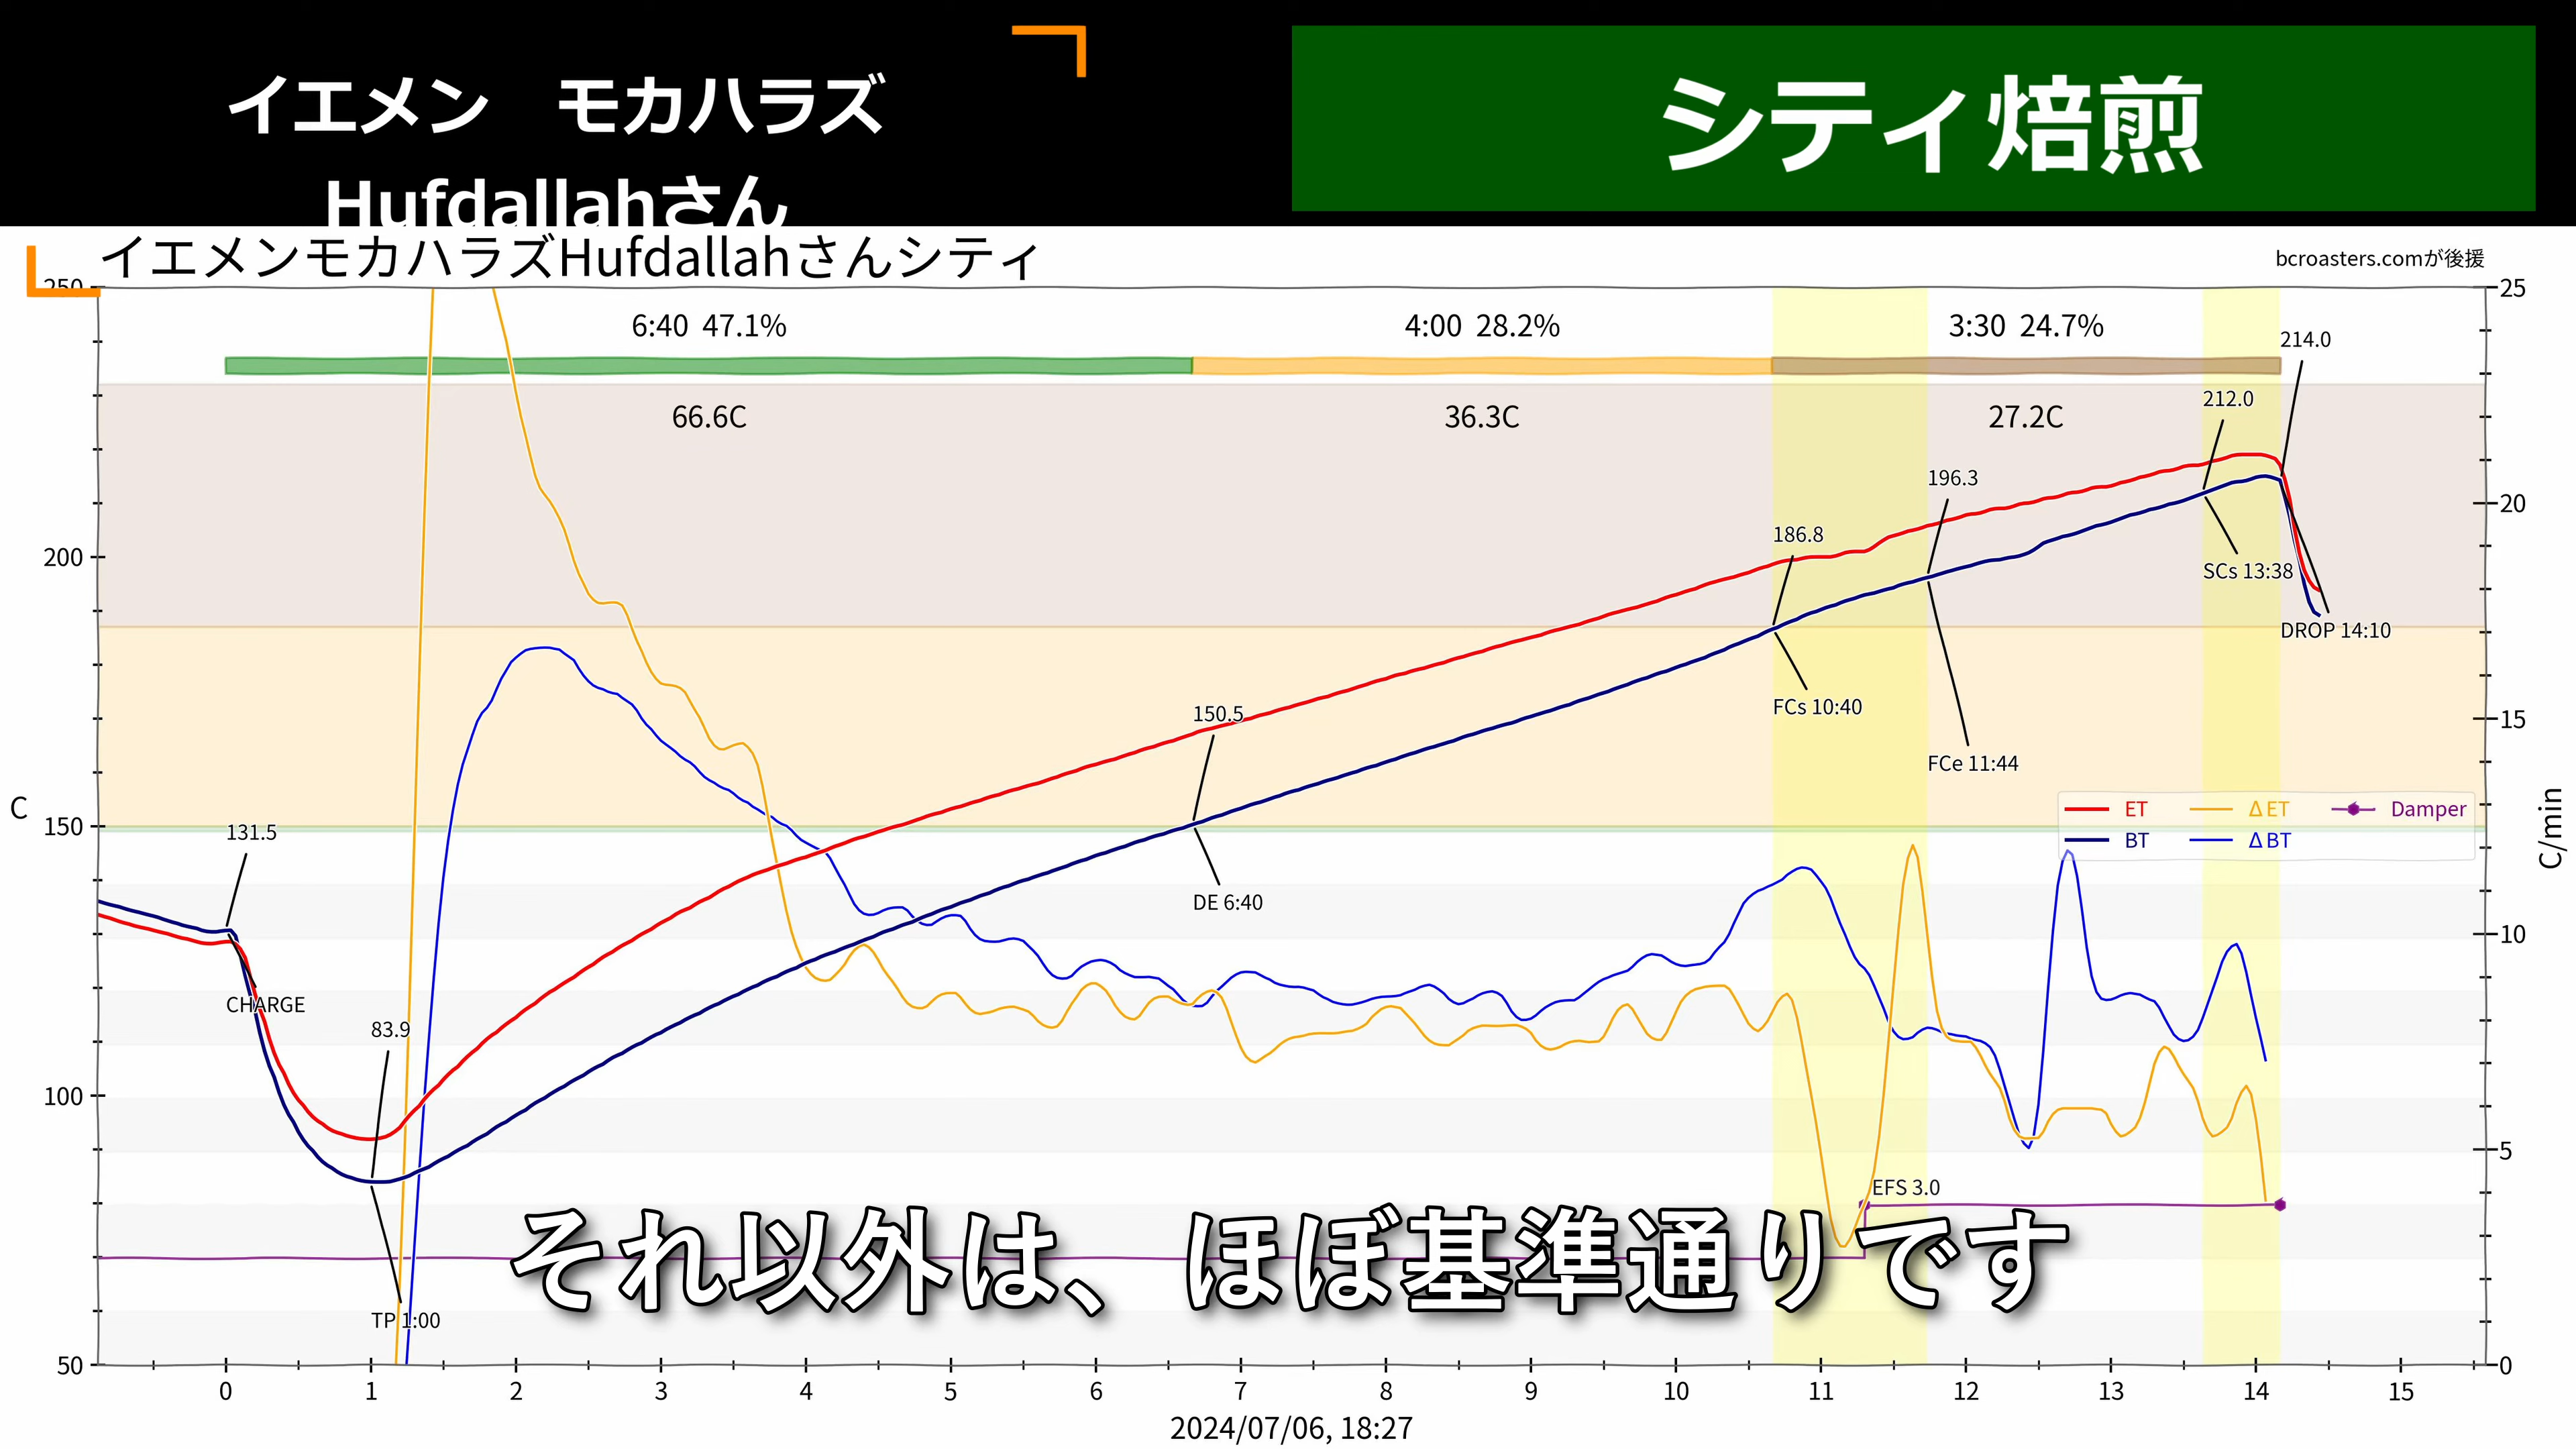 イエメン　モカハラズ
Hufdallahさん
シティ焙煎
イエメンモカハラズHufdallahさんシティ
bcroasters.comが後援
250
200
150
100
50
C
25
20
15
10
5
0
C/min
6:40 47.1%
4:00 28.2%
3:30 24.7%
66.6C
36.3C
27.2C
214.0
212.0
196.3
186.8
150.5
131.5
83.9
CHARGE
TP 1:00
DE 6:40
FCs 10:40
FCe 11:44
SCs 13:38
DROP 14:10
ET
ΔET
Damper
BT
ΔBT
EFS 3.0
それ以外は、ほぼ基準通りです
0 1 2 3 4 5 6 7 8 9 10 11 12 13 14 15
2024/07/06, 18:27